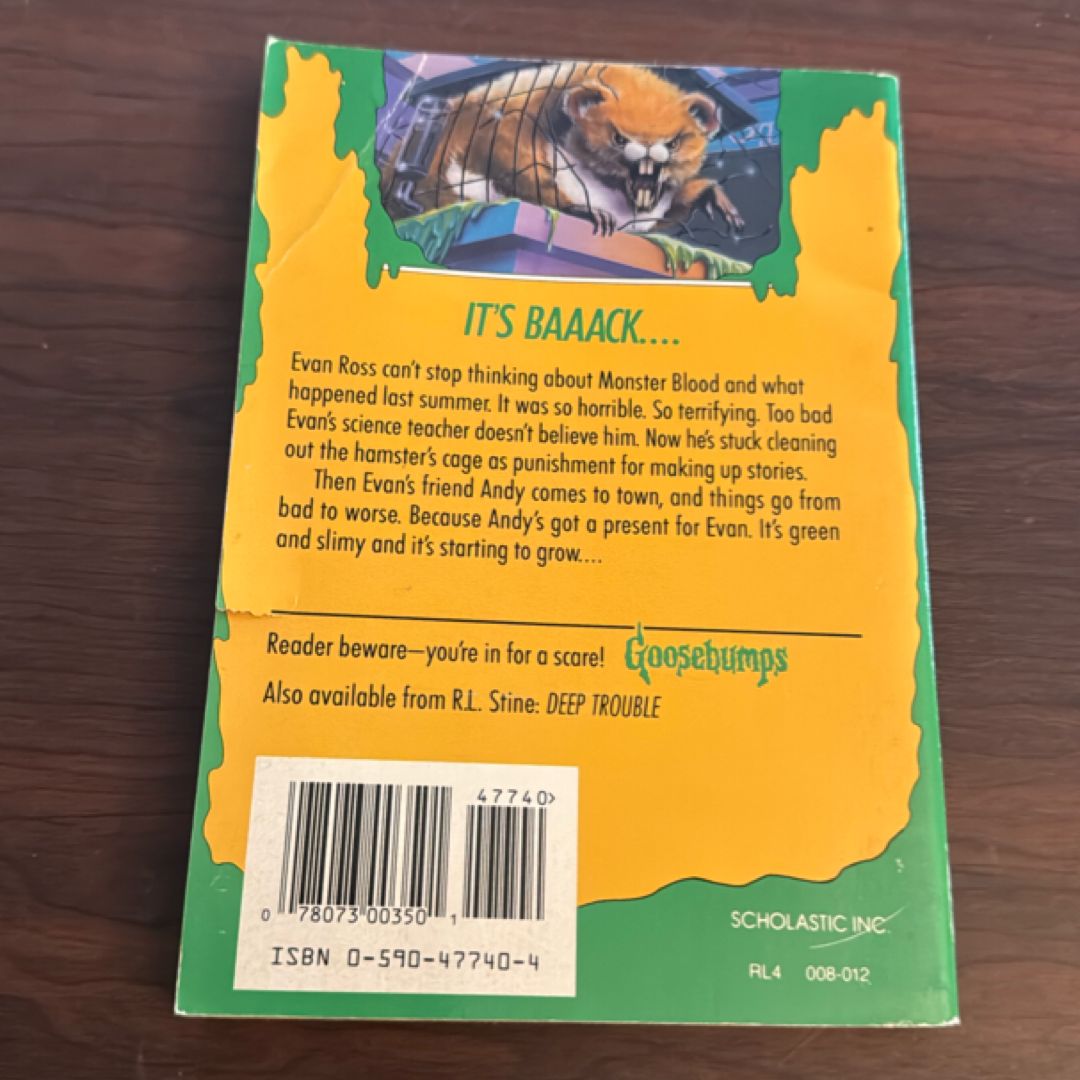 IT'S BAAACK....
Evan Ross can't stop thinking about Monster Blood and what
happened last summer. It was so horrible. So terrifying. Too bad
Evan's science teacher doesn't believe him. Now he's stuck cleaning
out the hamster's cage as punishment for making up stories.
Then Evan's friend Andy comes to town, and things go from
bad to worse. Because Andy's got a present for Evan. It's green
and slimy and it's starting to grow....
Reader beware—you're in for a scare! Goosebumps
Also available from R.L. Stine: DEEP TROUBLE
47740>
0 78073 00350 1
ISBN 0-590-47740-4
SCHOLASTIC INC.
RL4 008-012